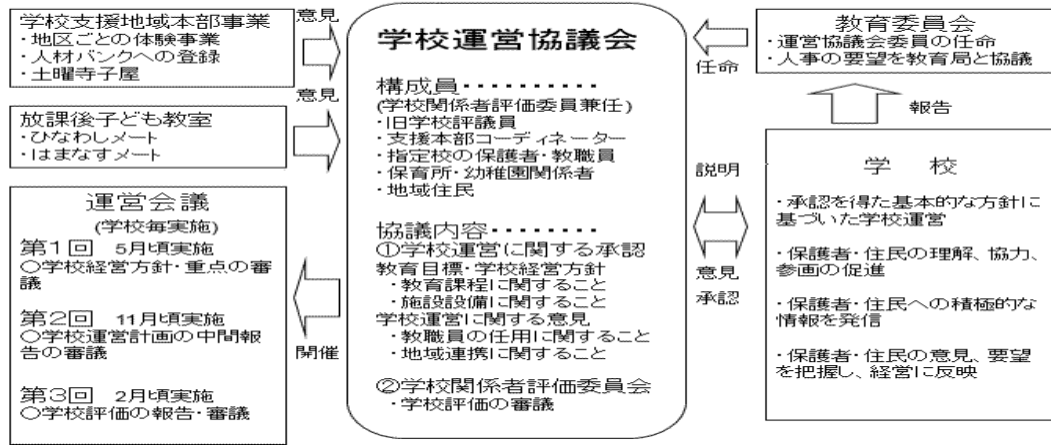 学校支援地域本部事業
・地区ごとの体験事業
・人材バンクへの登録
・土曜寺子屋
意見
意見
放課後子ども教室
・ひなわしメート
・はまなすメート
運営会議
(学校毎実施)
第1回 5月頃実施
○学校経営方針・重点の審
議
第2回 11月頃実施
○学校運営計画の中間報
告の審議
第3回 2月頃実施
○学校評価の報告・審議
開催
学校運営協議会
構成員・・・・・・・・・・
(学校関係者評価委員兼任)
・旧学校評議員
・支援本部コーディネーター
・指定校の保護者・教職員
・保育所・幼稚園関係者
・地域住民
協議内容・・・・・・・・
①学校運営に関する承認
教育目標・学校経営方針
・教育課程に関すること
・施設設備に関すること
学校運営に関する意見
・教職員の任用に関すること
・地域連携に関すること
②学校関係者評価委員会
・学校評価の審議
任命
説明
意見
承認
教育委員会
・運営協議会委員の任命
・人事の要望を教育局と協議
報告
学 校
・承認を得た基本的な方針に
基づいた学校運営
・保護者・住民の理解、協力、
参画の促進
・保護者・住民への積極的な
情報を発信
・保護者・住民の意見、要望
を把握し、経営に反映